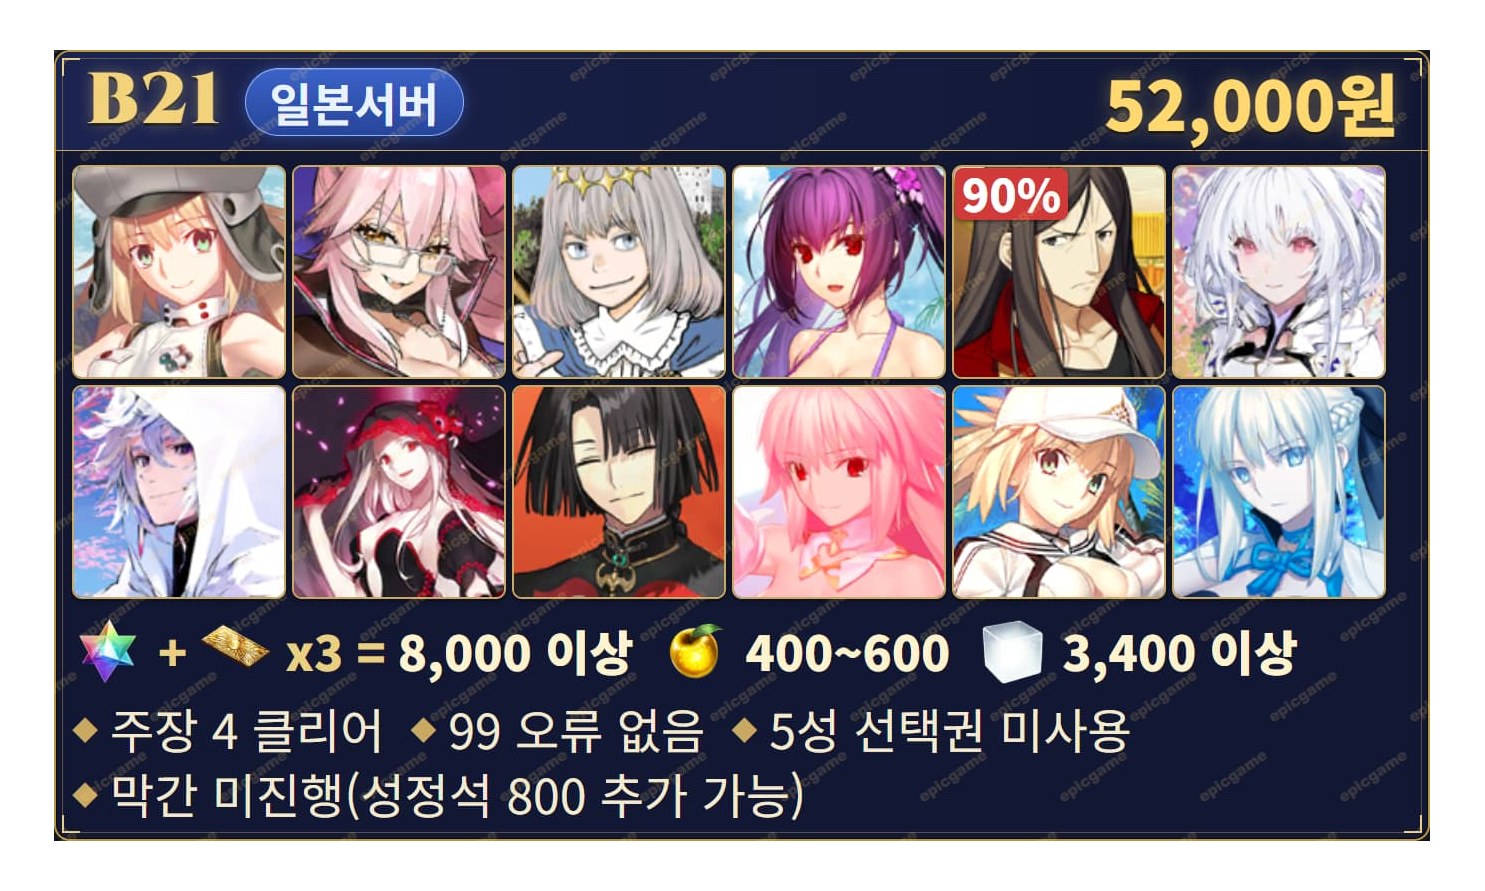 B21 일본서버 52,000원
90%
+ x3 = 8,000 이상 400~600 3,400 이상
◆ 주장 4 클리어 ◆ 99 오류 없음 ◆ 5성 선택권 미사용
◆ 막간 미진행(성정석 800 추가 가능)
epicgame